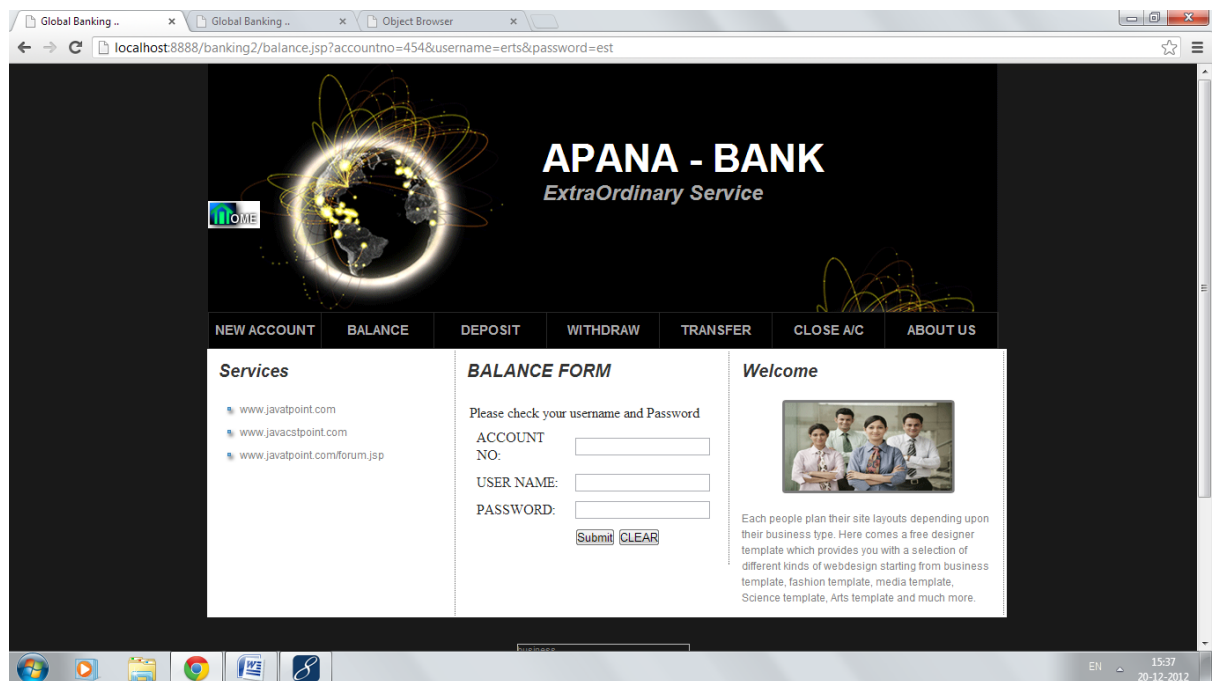 Global Banking ..
Global Banking ..
Object Browser
localhost:8888/banking2/balance.jsp?accountno=454&username=erts&password=est
APANA - BANK
ExtraOrdinary Service
HOME
NEW ACCOUNT BALANCE DEPOSIT WITHDRAW TRANSFER CLOSE A/C ABOUT US
Services
www.javatpoint.com
www.javacstpoint.com
www.javatpoint.com/forum.jsp
BALANCE FORM
Please check your username and Password
ACCOUNT
NO:
USER NAME:
PASSWORD:
Submit CLEAR
Welcome
Each people plan their site layouts depending upon
their business type. Here comes a free designer
template which provides you with a selection of
different kinds of webdesign starting from business
template, fashion template, media template,
Science template, Arts template and much more.
business
EN
15:37
20-12-2012